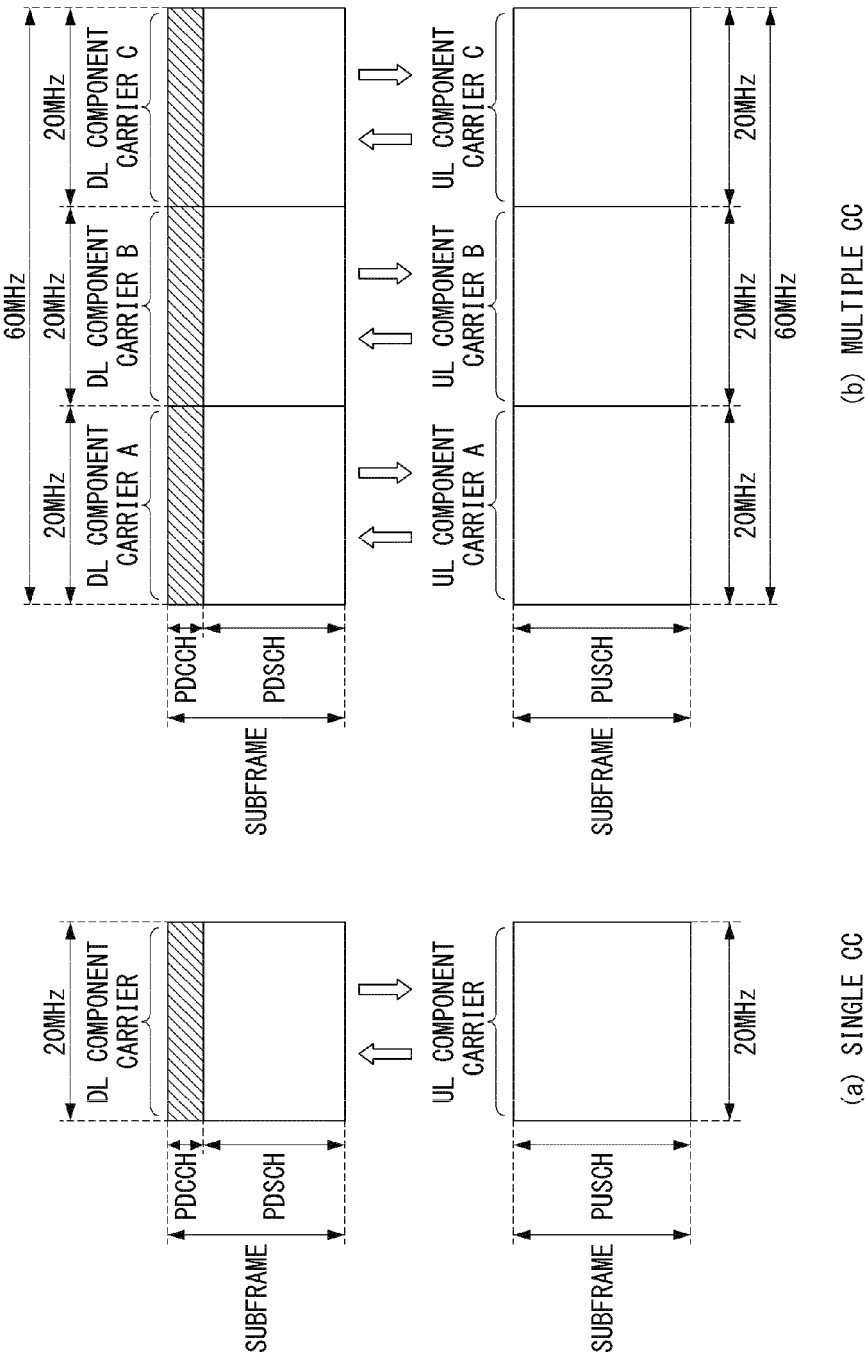 20MHz
DL COMPONENT
CARRIER
SUBFRAME
PDCCH
PDSCH
UL COMPONENT
CARRIER
SUBFRAME
PUSCH
20MHz
(a) SINGLE CC
60MHz
20MHz
20MHz
20MHz
DL COMPONENT
CARRIER A
DL COMPONENT
CARRIER B
DL COMPONENT
CARRIER C
SUBFRAME
PDCCH
PDSCH
UL COMPONENT
CARRIER A
UL COMPONENT
CARRIER B
UL COMPONENT
CARRIER C
SUBFRAME
PUSCH
20MHz
20MHz
20MHz
60MHz
(b) MULTIPLE CC